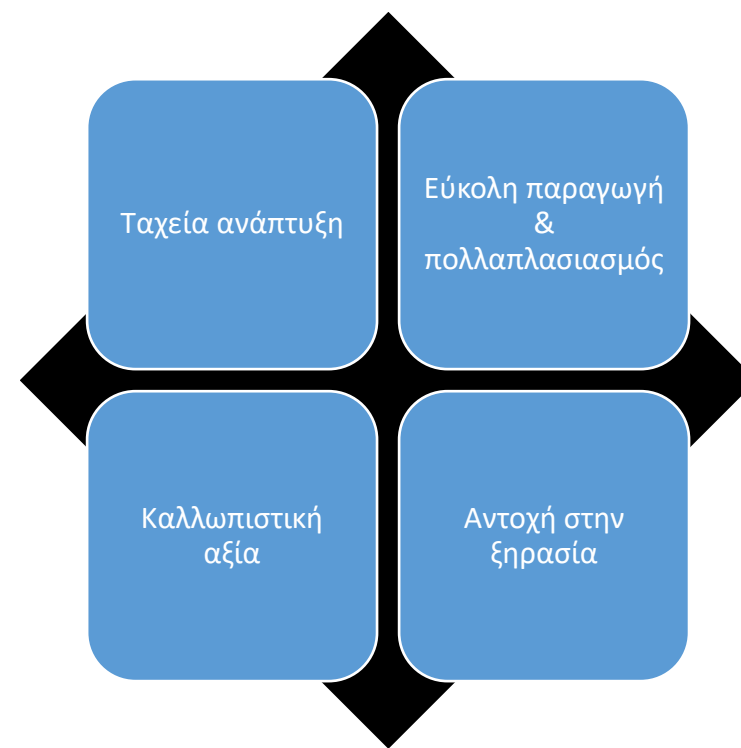 Ταχεία ανάπτυξη
Εύκολη παραγωγή
&
πολλαπλασιασμός
Καλλωπιστική
αξία
Αντοχή στην
ξηρασία